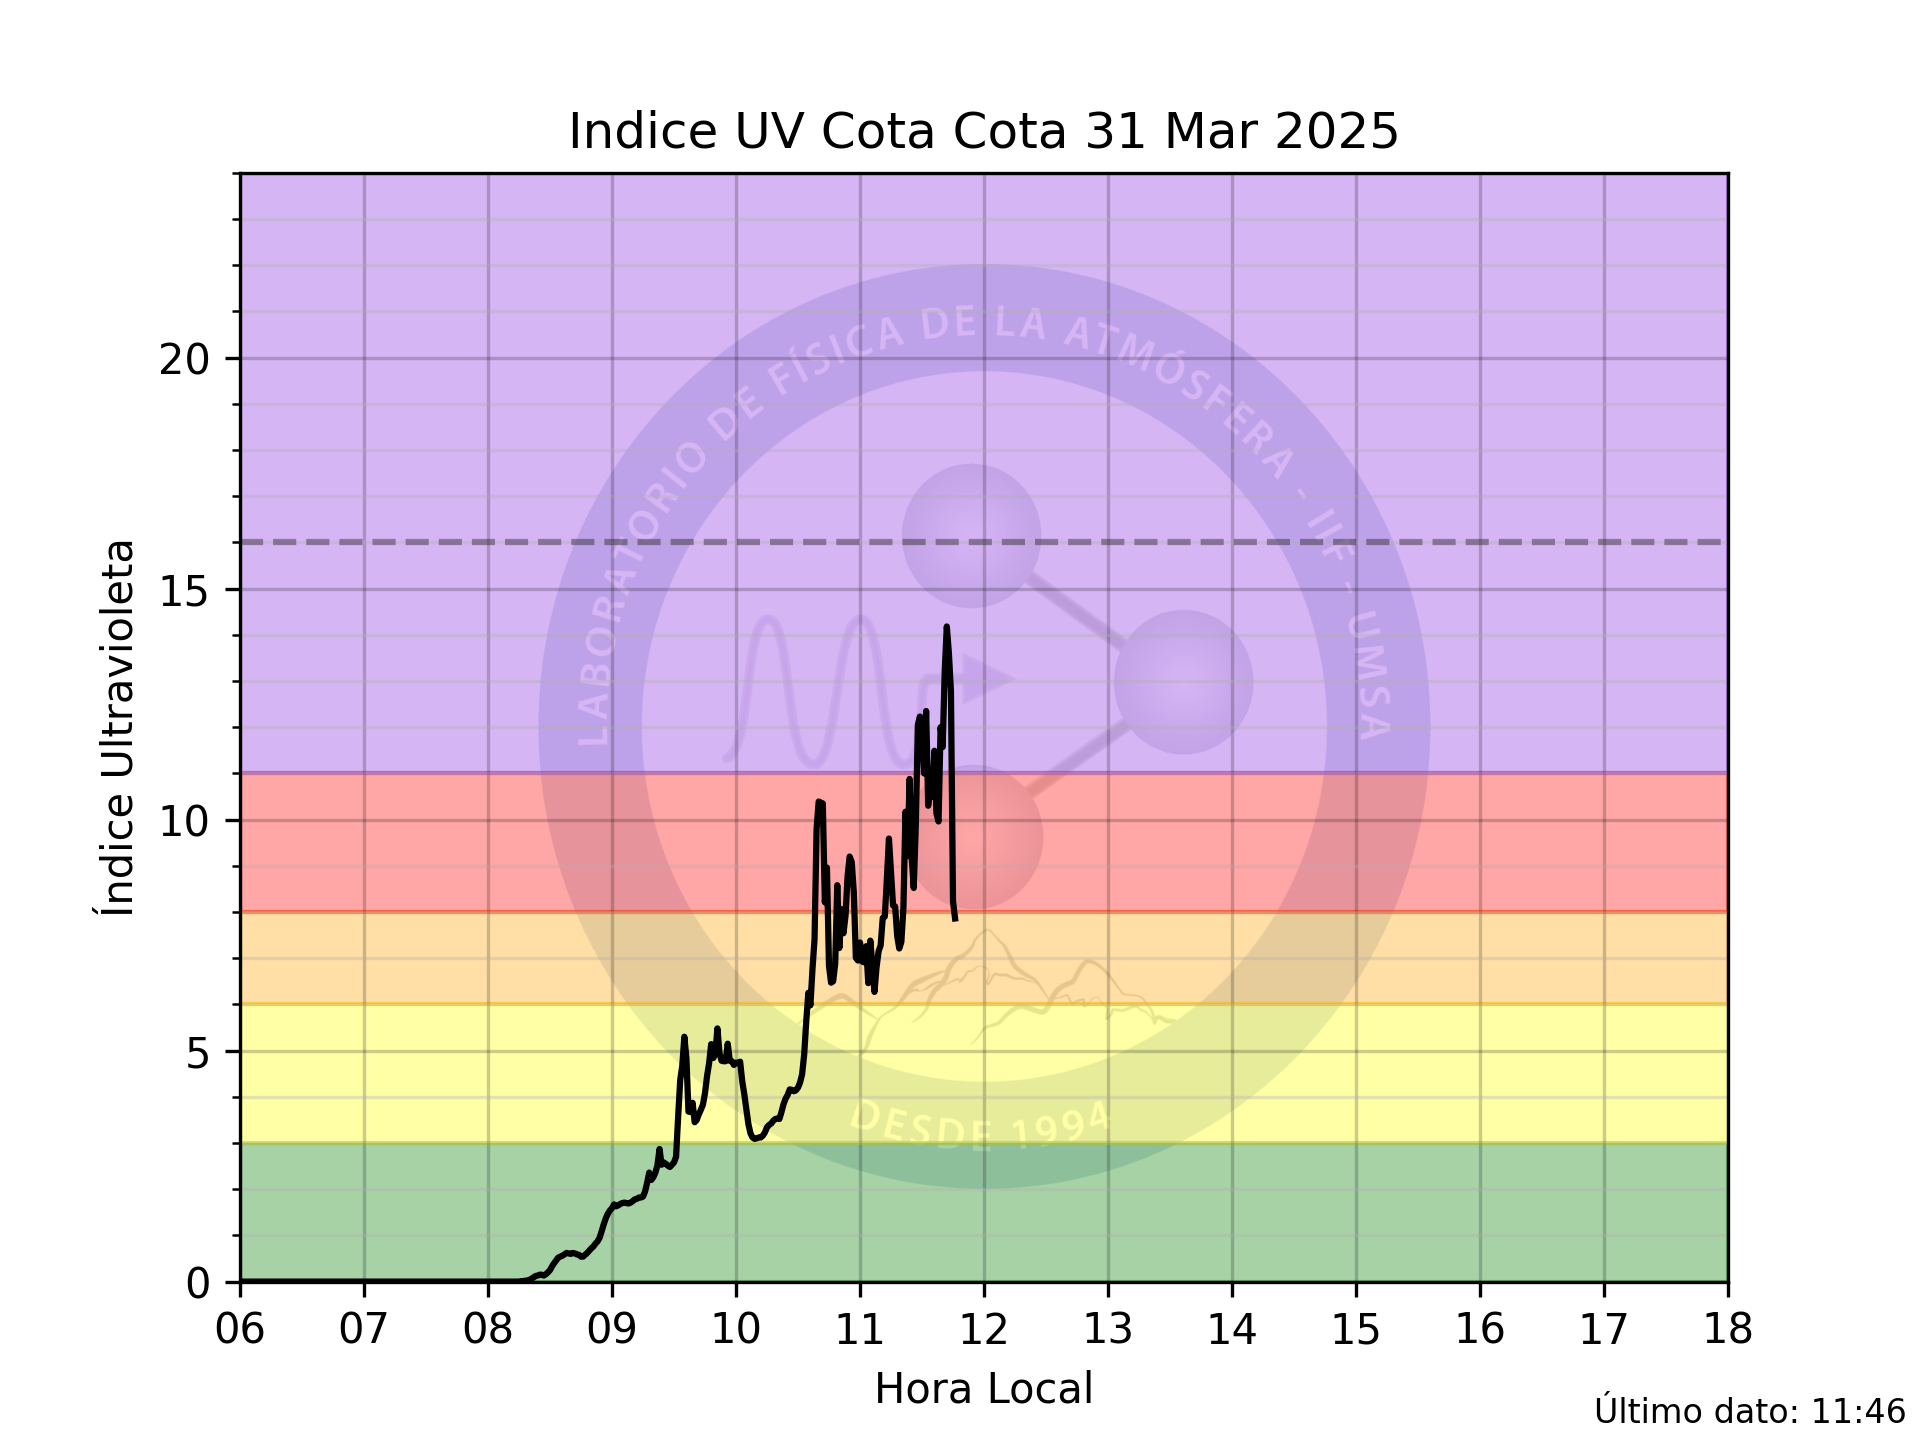 Indice UV Cota Cota 31 Mar 2025
LABORATORIO DE FÍSICA DE LA ATMÓSFERA - IIF - UMSA
DESDE 1994
Índice Ultravioleta
20
15
10
5
0
06 07 08 09 10 11 12 13 14 15 16 17 18
Hora Local
Último dato: 11:46